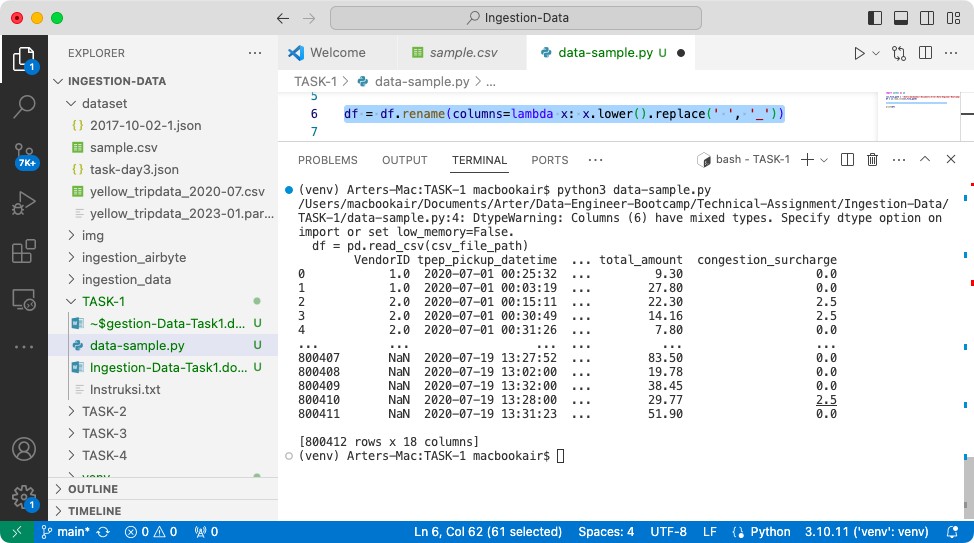 Ingestion-Data
EXPLORER
INGESTION-DATA
dataset
2017-10-02-1.json
sample.csv
task-day3.json
yellow_tripdata_2020-07.csv
yellow_tripdata_2023-01.par...
img
ingestion_airbyte
ingestion_data
TASK-1
~$gestion-Data-Task1.d... U
data-sample.py U
Ingestion-Data-Task1.do... U
Instruksi.txt
TASK-2
TASK-3
TASK-4
OUTLINE
TIMELINE
1
7K+
1
Welcome
sample.csv
data-sample.py U
TASK-1 > data-sample.py > ...
5
6 df = df.rename(columns=lambda x: x.lower().replace(' ', '_'))
7
PROBLEMS OUTPUT TERMINAL PORTS ... bash - TASK-1
(venv) Arters-Mac:TASK-1 macbookair$ python3 data-sample.py
/Users/macbookair/Documents/Arter/Data-Engineer-Bootcamp/Technical-Assignment/Ingestion-Data/
TASK-1/data-sample.py:4: DtypeWarning: Columns (6) have mixed types. Specify dtype option on
import or set low_memory=False.
df = pd.read_csv(csv_file_path)
VendorID tpep_pickup_datetime ... total_amount congestion_surcharge
0 1.0 2020-07-01 00:25:32 ... 9.30 0.0
1 1.0 2020-07-01 00:03:19 ... 27.80 0.0
2 2.0 2020-07-01 00:15:11 ... 22.30 2.5
3 2.0 2020-07-01 00:30:49 ... 14.16 2.5
4 2.0 2020-07-01 00:31:26 ... 7.80 0.0
... ... ... ... ... ...
800407 NaN 2020-07-19 13:27:52 ... 83.50 0.0
800408 NaN 2020-07-19 13:02:00 ... 19.78 0.0
800409 NaN 2020-07-19 13:32:00 ... 38.45 0.0
800410 NaN 2020-07-19 13:28:00 ... 29.77 2.5
800411 NaN 2020-07-19 13:31:23 ... 51.90 0.0
[800412 rows x 18 columns]
(venv) Arters-Mac:TASK-1 macbookair$
main* 0 0 0 Ln 6, Col 62 (61 selected) Spaces: 4 UTF-8 LF Python 3.10.11 ('venv': venv)